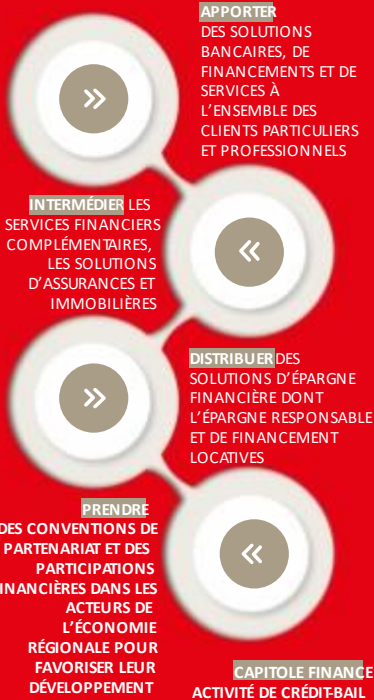 APPORTER
DES SOLUTIONS
BANCAIRES, DE
FINANCEMENTS ET DE
SERVICES À
L’ENSEMBLE DES
CLIENTS PARTICULIERS
ET PROFESSIONNELS
INTERMÉDIER LES
SERVICES FINANCIERS
COMPLÉMENTAIRES,
LES SOLUTIONS
D’ASSURANCES ET
IMMOBILIÈRES
DISTRIBUER DES
SOLUTIONS D’ÉPARGNE
FINANCIÈRE DONT
L’ÉPARGNE RESPONSABLE
ET DE FINANCEMENT
LOCATIVES
PRENDRE
DES CONVENTIONS DE
PARTENARIAT ET DES
PARTICIPATIONS
INANCIÈRES DANS LES
ACTEURS DE
L’ÉCONOMIE
RÉGIONALE POUR
FAVORISER LEUR
DÉVELOPPEMENT
CAPITOLE FINANCE
ACTIVITÉ DE CRÉDIT-BAIL